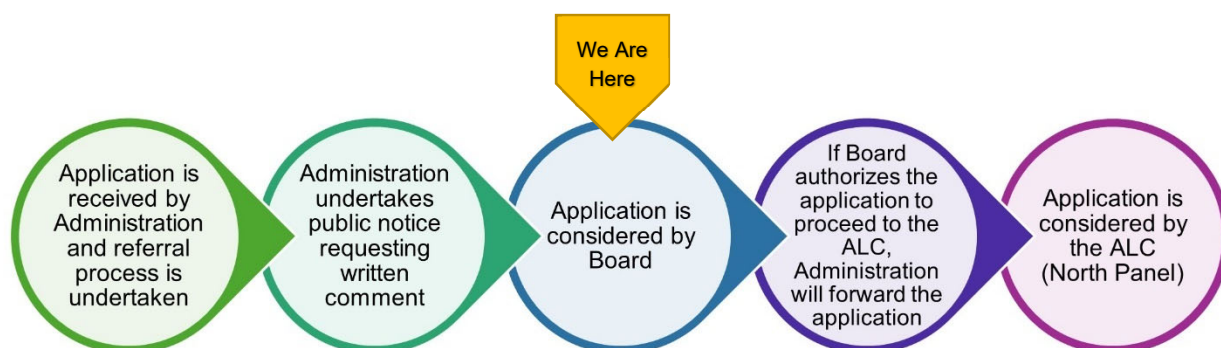 We Are
Here
Application is
received by
Administration
and referral
process is
undertaken
Administration
undertakes
public notice
requesting
written
comment
Application is
considered by
Board
If Board
authorizes the
application to
proceed to the
ALC,
Administration
will forward the
application
Application is
considered by
the ALC
(North Panel)